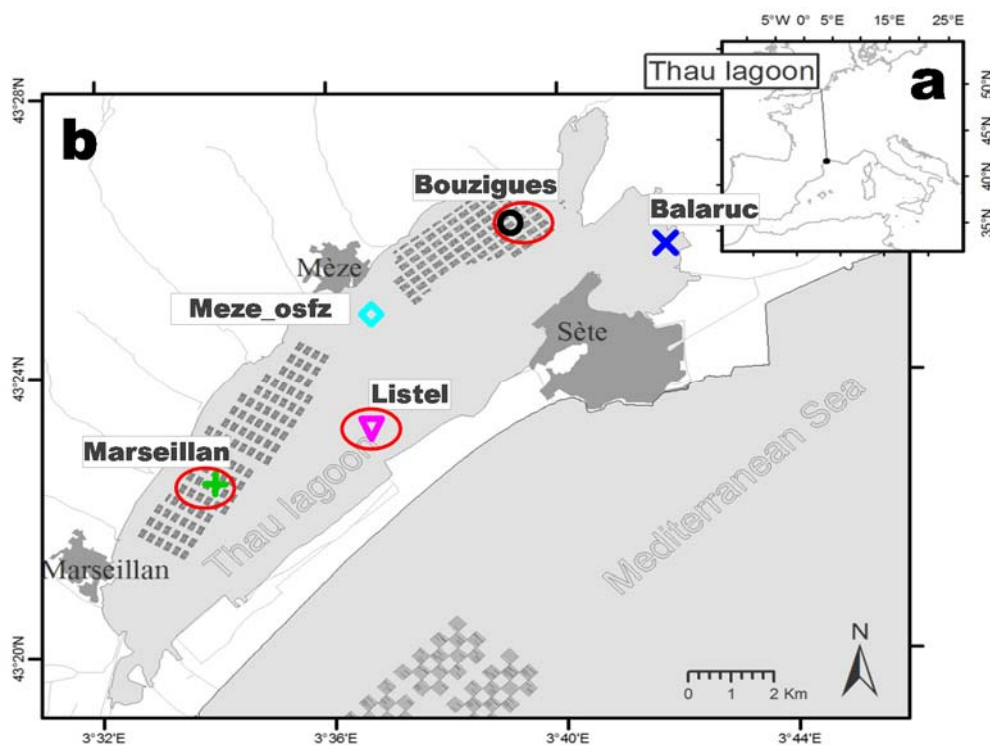 5°W 0° 5°E 15°E 25°E
Thau lagoon
a
50°N
45°N
40°N
35°N
43°28'N
b
Bouzigues
Balaruc
Mèze
Meze_osfz
Sète
43°24'N
Listel
Marseillan
Thau lagoon
Mediterranean Sea
Marseillan
43°20'N
N
0 1 2 Km
3°32'E 3°36'E 3°40'E 3°44'E